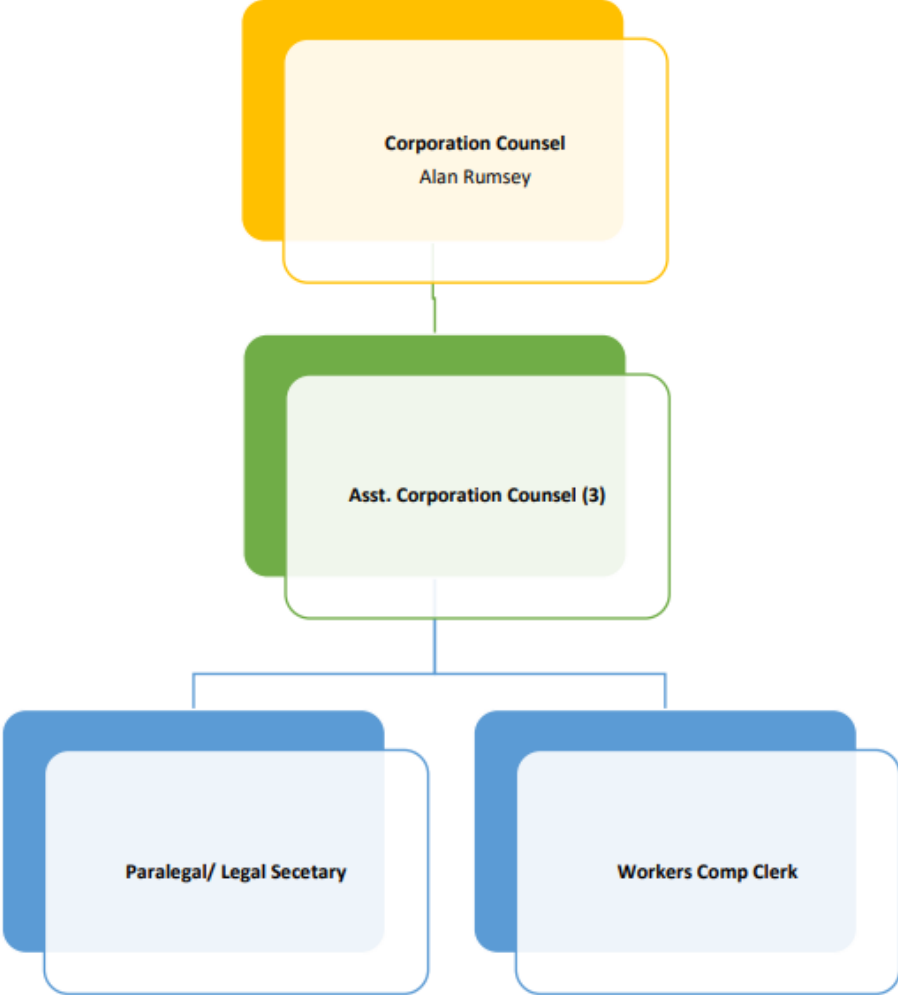 Corporation Counsel
Alan Rumsey
Asst. Corporation Counsel (3)
Paralegal/ Legal Secetary
Workers Comp Clerk